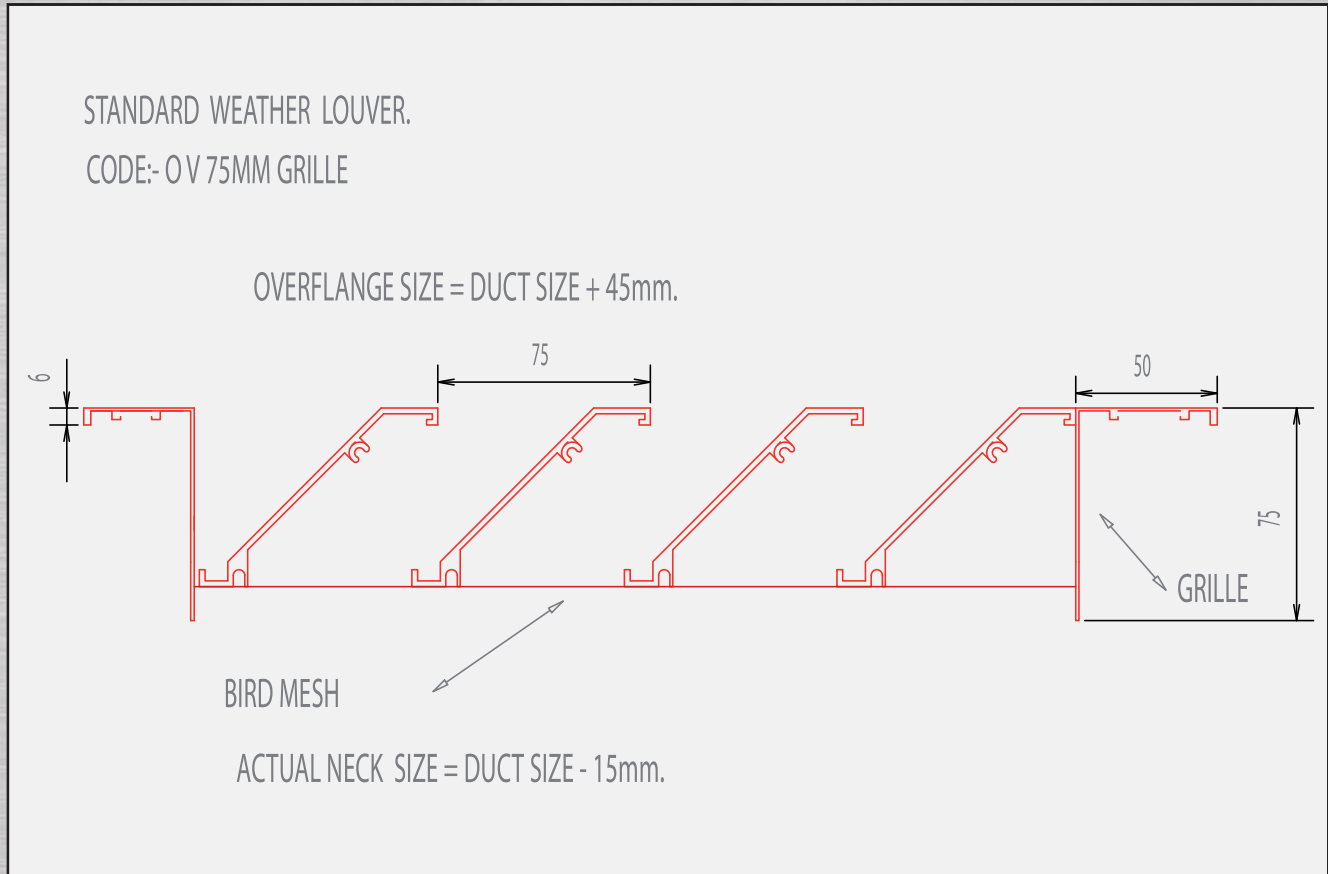 STANDARD WEATHER LOUVER.
CODE:- O V 75MM GRILLE
OVERFLANGE SIZE = DUCT SIZE + 45mm.
75
50
6
75
GRILLE
BIRD MESH
ACTUAL NECK SIZE = DUCT SIZE - 15mm.